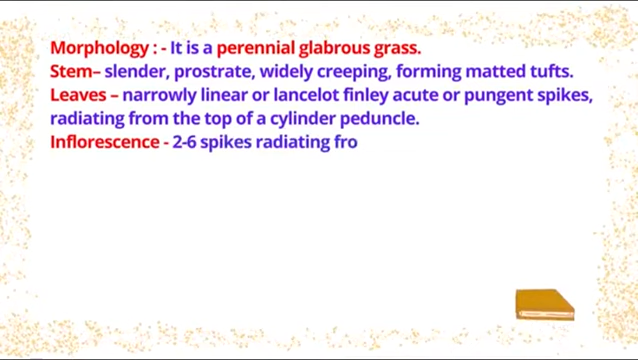 Morphology : - It is a perennial glabrous grass.
Stem– slender, prostrate, widely creeping, forming matted tufts.
Leaves – narrowly linear or lancelot finley acute or pungent spikes,
radiating from the top of a cylinder peduncle.
Inflorescence - 2-6 spikes radiating fro